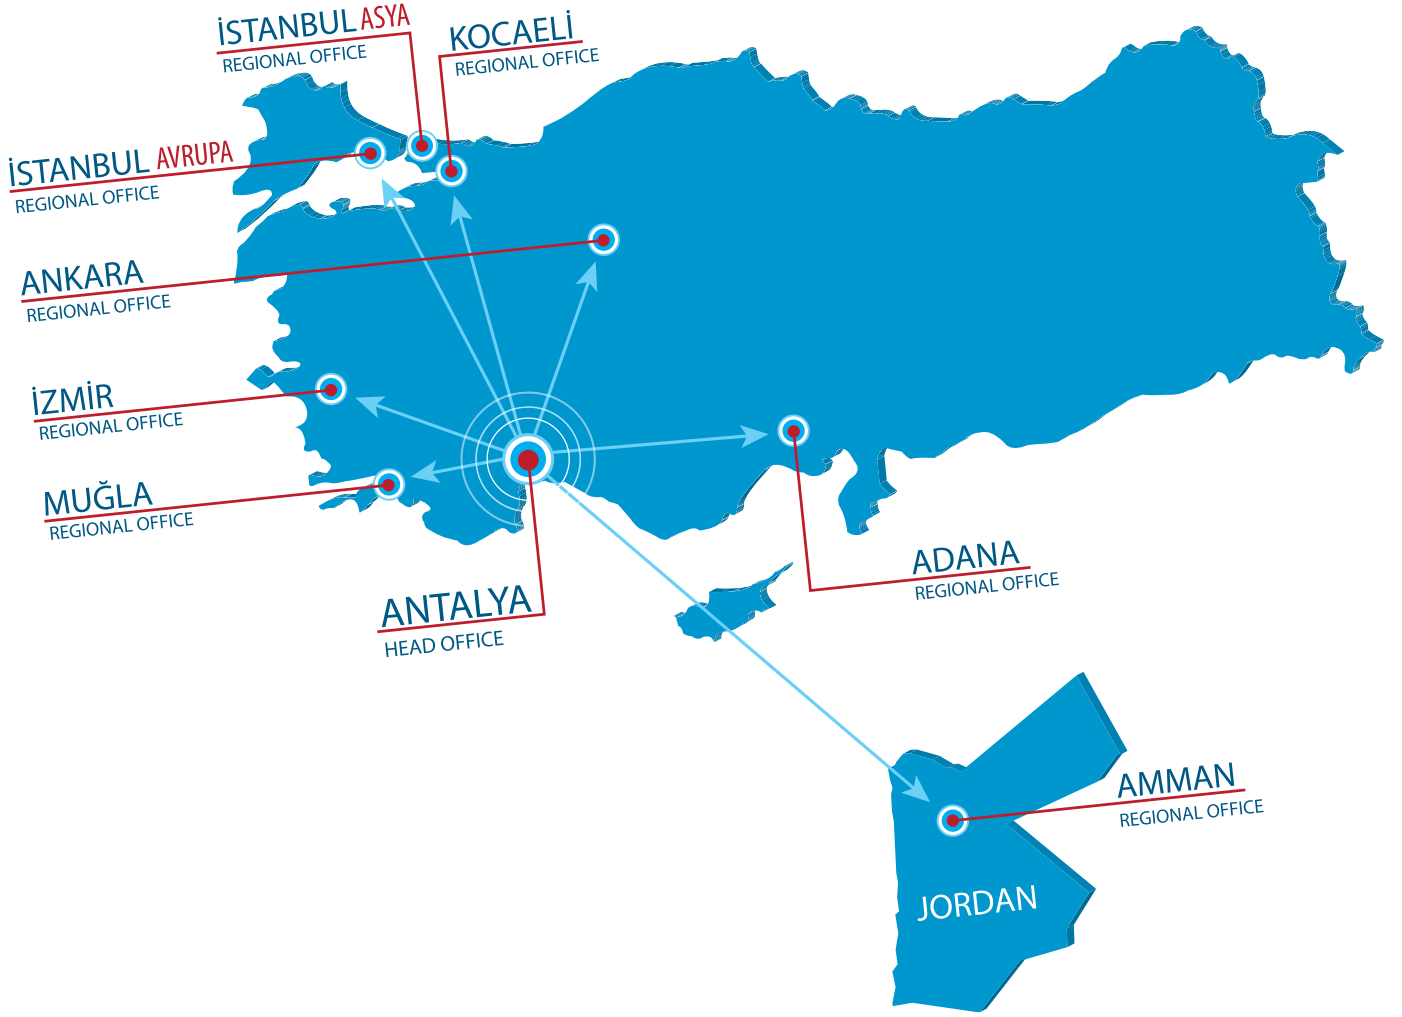 İSTANBUL ASYA
REGIONAL OFFICE
KOCAELİ
REGIONAL OFFICE
İSTANBUL AVRUPA
REGIONAL OFFICE
ANKARA
REGIONAL OFFICE
İZMİR
REGIONAL OFFICE
MUĞLA
REGIONAL OFFICE
ANTALYA
HEAD OFFICE
ADANA
REGIONAL OFFICE
AMMAN
REGIONAL OFFICE
JORDAN